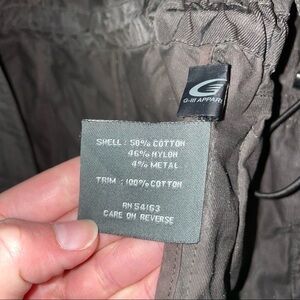 G-III APPAREL
SHELL: 50% COTTON
46% NYLON
4% METAL
TRIM: 100% COTTON
RN 54163
CARE ON REVERSE